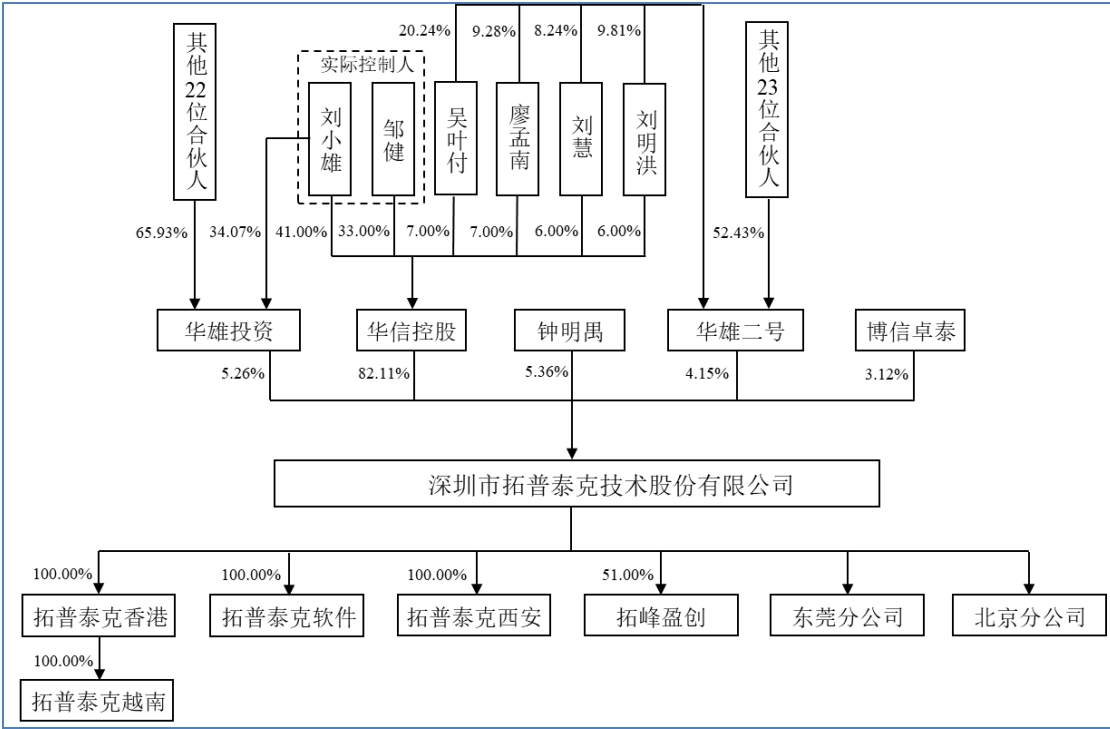 20.24%
9.28%
8.24%
9.81%
其他22位合伙人
实际控制人
刘小雄
邹健
吴叶付
廖孟南
刘慧
刘明洪
其他23位合伙人
65.93%
34.07%
41.00%
33.00%
7.00%
7.00%
6.00%
6.00%
52.43%
华雄投资
华信控股
钟明禺
华雄二号
博信卓泰
5.26%
82.11%
5.36%
4.15%
3.12%
深圳市拓普泰克技术股份有限公司
100.00%
100.00%
100.00%
51.00%
拓普泰克香港
拓普泰克软件
拓普泰克西安
拓峰盈创
东莞分公司
北京分公司
100.00%
拓普泰克越南